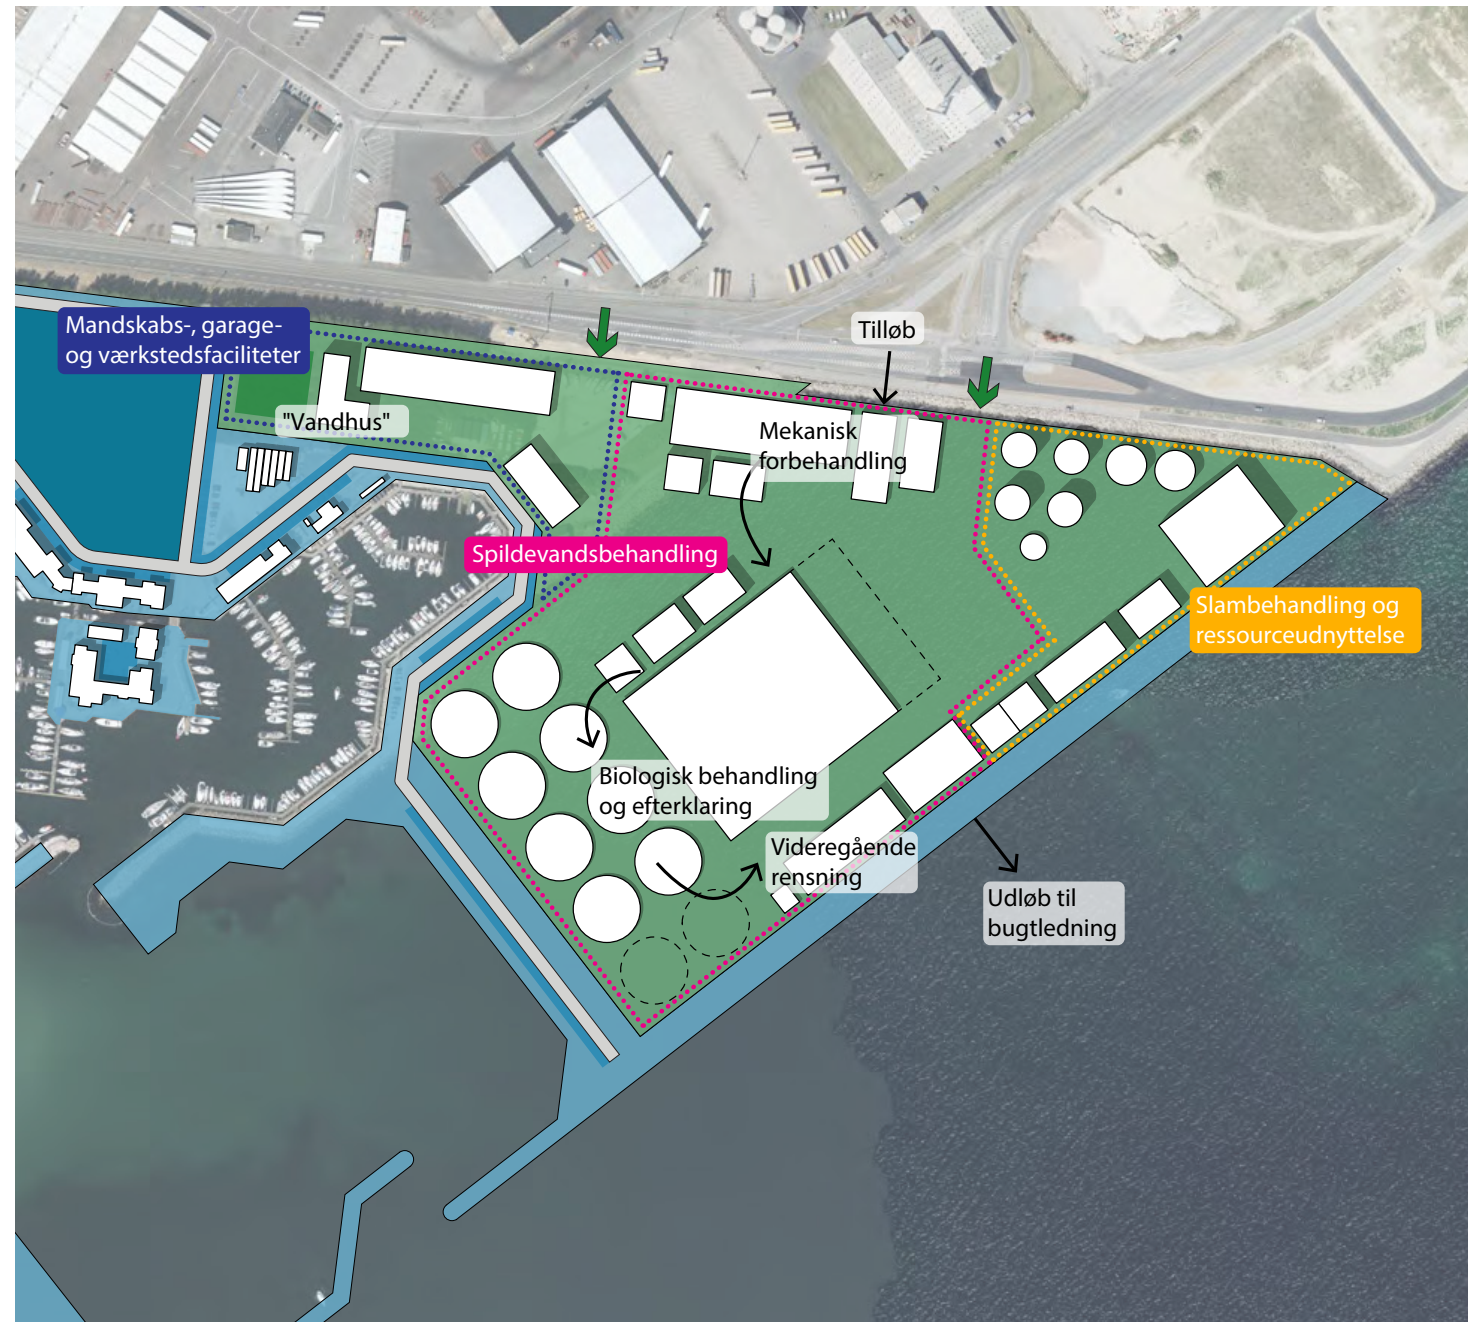 Mandskabs-, garage-
og værkstedsfaciliteter
Tilløb
"Vandhus"
Mekanisk
forbehandling
Spildevandsbehandling
Slambehandling og
ressourceudnyttelse
Biologisk behandling
og efterklaring
Videregående
rensning
Udløb til
bugtledning